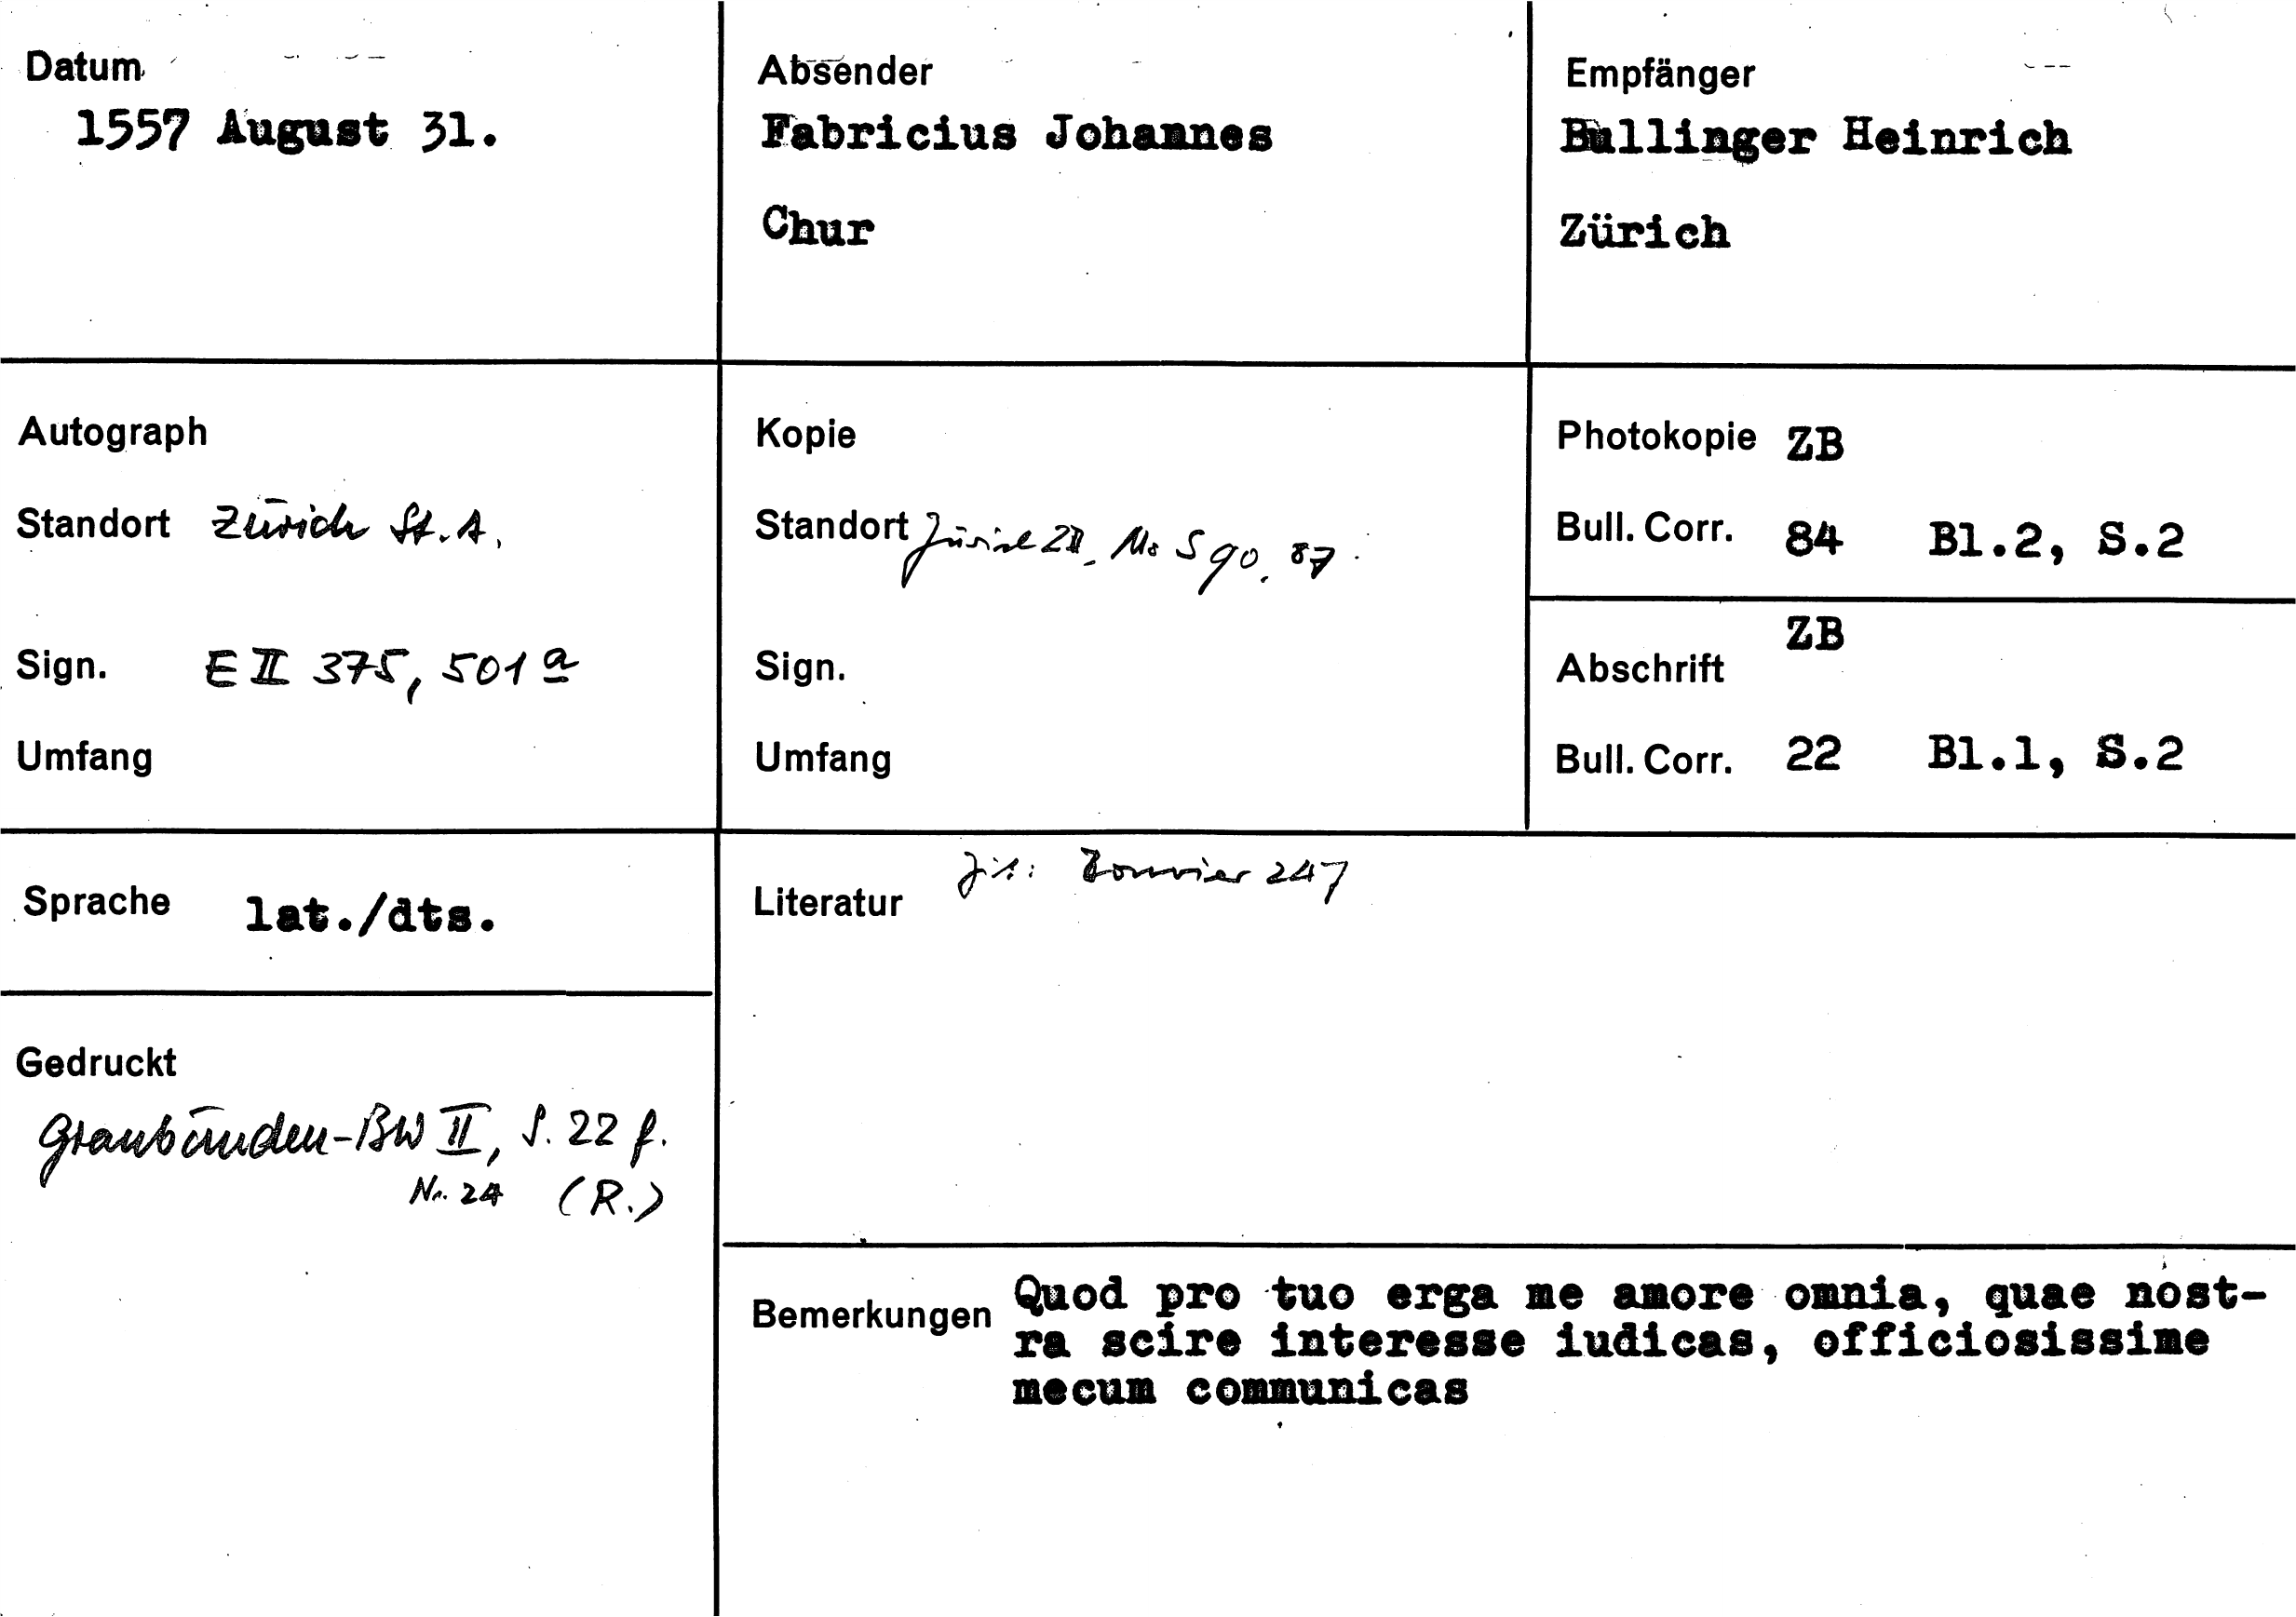 Datum
1557 August 31.
Absender
Fabricius Johannes
Chur
Empfänger
Bullinger Heinrich
Zürich
Autograph
Standort Zürich St.A.
Sign. E II 375, 501a
Umfang
Kopie
Standort Zürich ZB, Ms S 90, 87
Sign.
Umfang
Photokopie ZB
Bull. Corr. 84 Bl.2, S.2
ZB
Abschrift
Bull. Corr. 22 Bl.1, S.2
Sprache lat./dts.
Gedruckt
Graubünden-BW II, S. 22 f.
Nr. 24 (R.)
Literatur Zit: Bouvier 247
Bemerkungen Quod pro tuo erga me amore omnia, quae nost-
ra scire interesse iudicas, officiosissime
mecum communicas